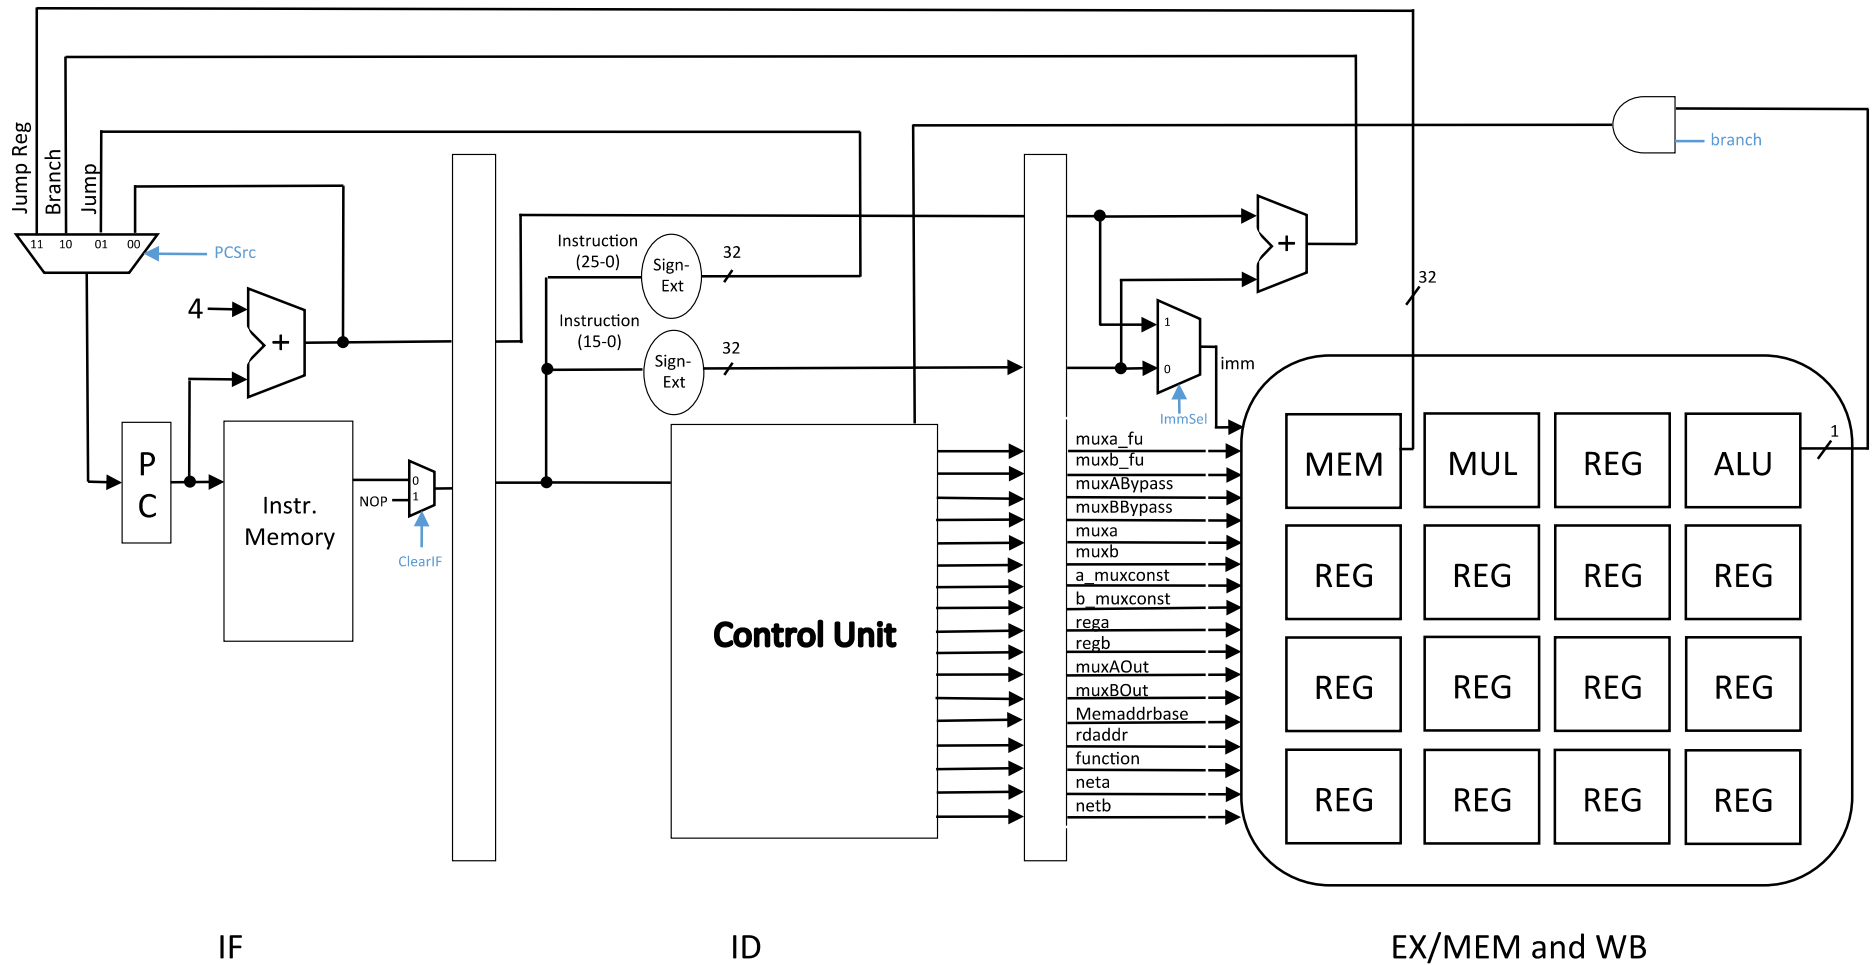 Jump Reg
Branch
Jump
11
10
01
00
PCSrc
4
+
P
C
Instr.
Memory
NOP
0
1
ClearIF
Instruction
(25-0)
Sign-
Ext
32
Instruction
(15-0)
Sign-
Ext
32
Control Unit
branch
+
32
1
0
imm
ImmSel
muxa_fu
muxb_fu
muxABypass
muxBBypass
muxa
muxb
a_muxconst
b_muxconst
rega
regb
muxAOut
muxBOut
Memaddrbase
rdaddr
function
neta
netb
1
MEM MUL REG ALU
REG REG REG REG
REG REG REG REG
REG REG REG REG
IF ID EX/MEM and WB